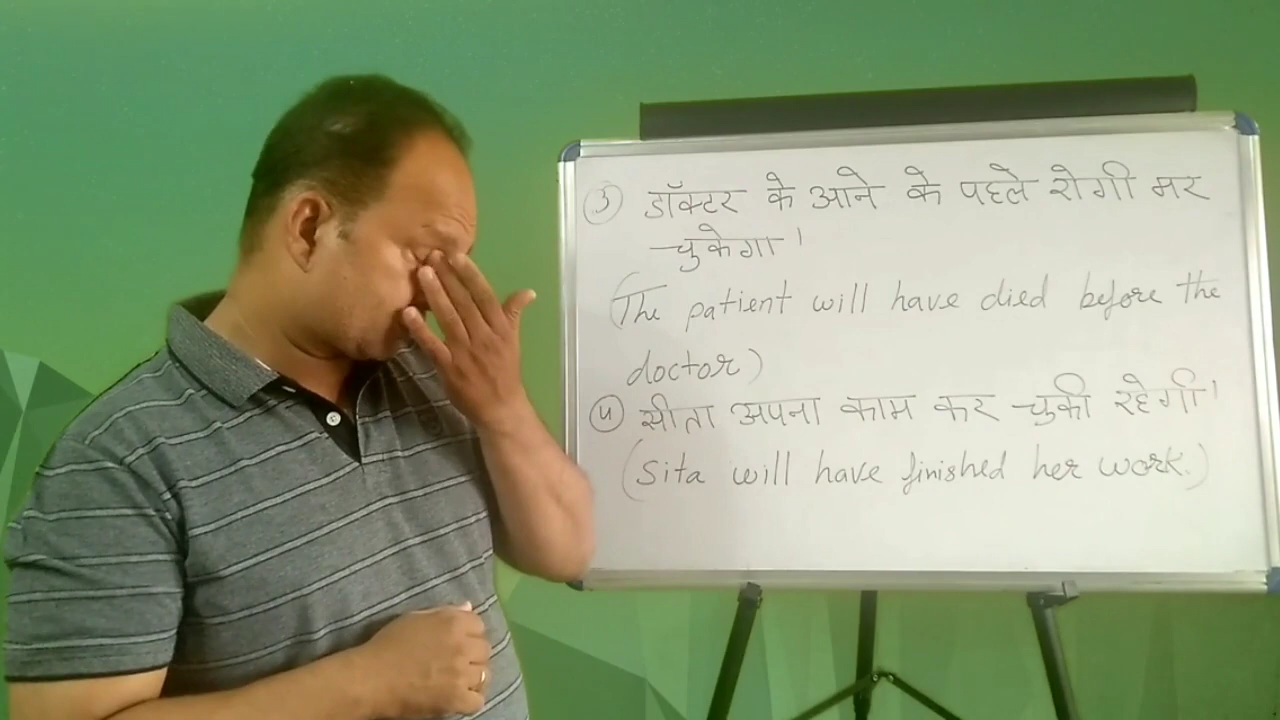 ③ डॉक्टर के आने के पहले रोगी मर
चुकेगा।
(The patient will have died before the
doctor)
④ सीता अपना काम कर चुकी रहेगी।
(Sita will have finished her work.)